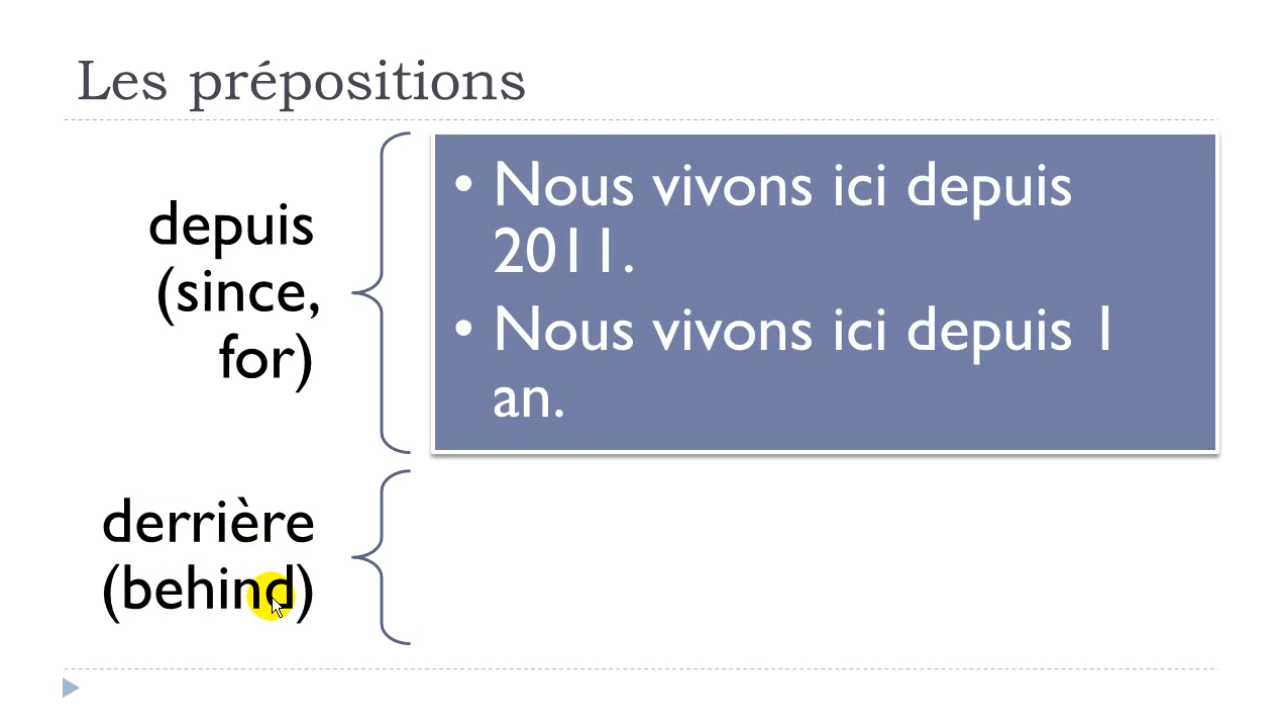 Les prépositions
depuis
(since,
for)
• Nous vivons ici depuis
2011.
• Nous vivons ici depuis 1
an.
derrière
(behind)